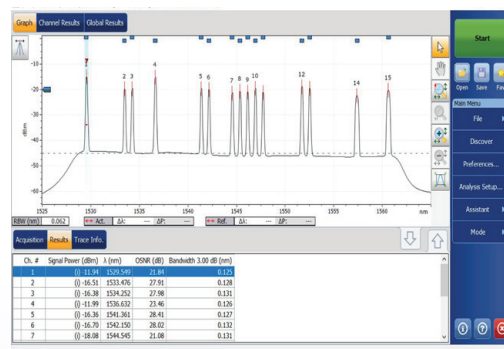 Graph Channel Results Global Results
Start
Open Save Fav
Main Menu
File
Discover
Preferences...
Analysis Setup...
Assistant
Mode
-10
-20
-30
-40
-50
-60
dBm
1 2 3 4 5 6 7 8 9 10 12 14 15
1525 1530 1535 1540 1545 1550 1555 1560 nm
RBW (nm) 0.062 Act. Δλ: --- ΔP: --- Ref. Δλ: --- ΔP: ---
Acquisition Results Trace Info.
Ch. # Signal Power (dBm) λ (nm) OSNR (dB) Bandwidth 3.00 dB (nm)
1 (i) -11.94 1529.549 21.84 0.125
2 (i) -16.51 1533.476 27.91 0.128
3 (i) -16.38 1534.252 27.98 0.131
4 (i) -11.99 1536.632 23.46 0.126
5 (i) -16.36 1541.361 28.41 0.127
6 (i) -16.70 1542.150 28.02 0.132
7 (i) -18.08 1544.545 21.08 0.131